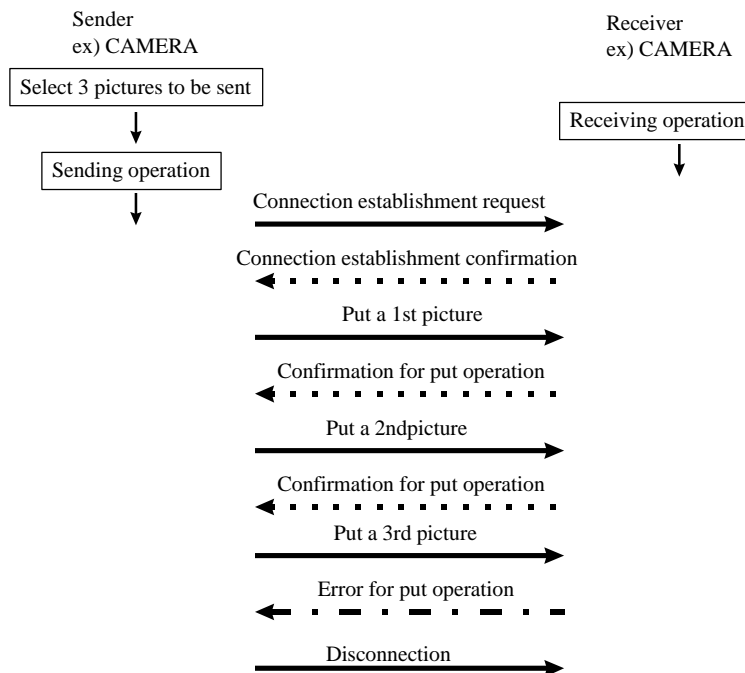 Sender
ex) CAMERA
Receiver
ex) CAMERA
Select 3 pictures to be sent
Receiving operation
Sending operation
Connection establishment request
Connection establishment confirmation
Put a 1st picture
Confirmation for put operation
Put a 2ndpicture
Confirmation for put operation
Put a 3rd picture
Error for put operation
Disconnection